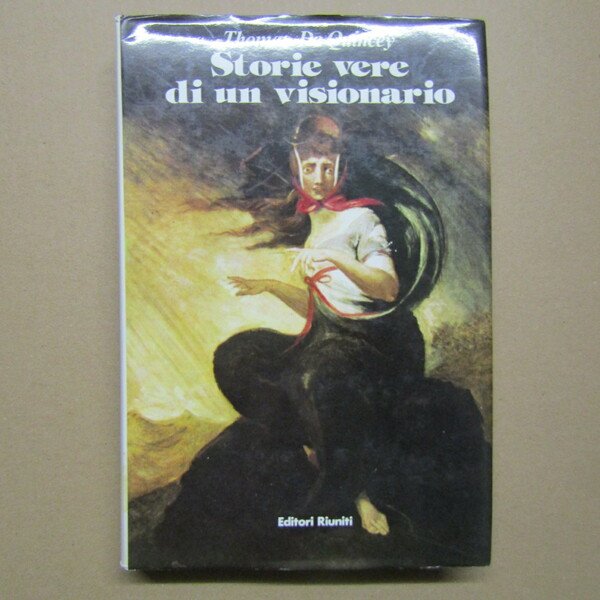 Thomas De Quincey
Storie vere
di un visionario
Editori Riuniti